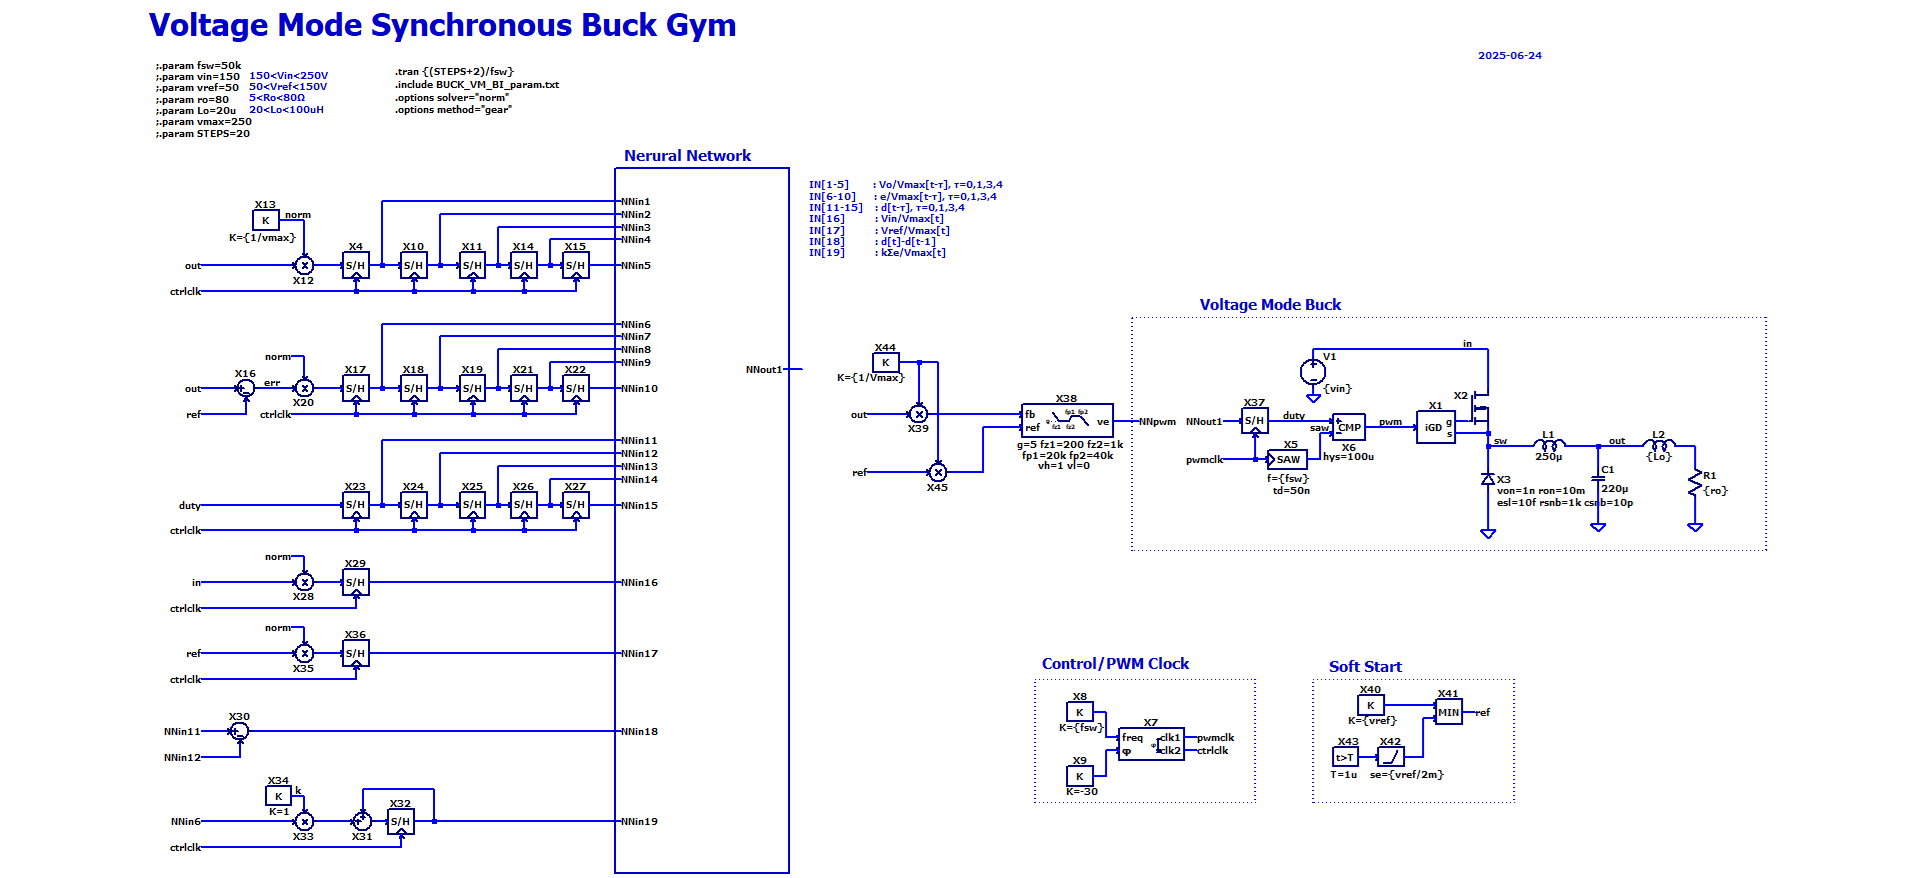 Voltage Mode Synchronous Buck Gym
2025-06-24
;.param fsw=50k
;.param vin=150 150<Vin<250V
;.param vref=50 50<Vref<150V
;.param ro=80 5<Ro<80Ω
;.param Lo=20u 20<Lo<100uH
;.param vmax=250
;.param STEPS=20
.tran {(STEPS+2)/fsw}
.include BUCK_VM_BI_param.txt
.options solver="norm"
.options method="gear"
Nerural Network
IN[1-5] : Vo/Vmax[t-τ], τ=0,1,3,4
IN[6-10] : e/Vmax[t-τ], τ=0,1,3,4
IN[11-15] : d[t-τ], τ=0,1,3,4
IN[16] : Vin/Vmax[t]
IN[17] : Vref/Vmax[t]
IN[18] : d[t]-d[t-1]
IN[19] : kΣe/Vmax[t]
X13
K
norm
K={1/vmax}
NNin1
NNin2
NNin3
NNin4
X4 X10 X11 X14 X15
out S/H S/H S/H S/H S/H NNin5
X12
ctrlclk
NNin6
NNin7
NNin8
NNin9
norm
X16 X17 X18 X19 X21 X22
out err S/H S/H S/H S/H S/H NNin10
X20
ref ctrlclk
NNin11
NNin12
NNin13
NNin14
X23 X24 X25 X26 X27
duty S/H S/H S/H S/H S/H NNin15
ctrlclk
norm
X29
in S/H NNin16
X28
ctrlclk
norm
X36
ref S/H NNin17
X35
ctrlclk
X30
NNin11 NNin18
NNin12
X34
K k
K=1
X32
NNin6 S/H NNin19
X33 X31
ctrlclk
NNout1
X44
K
K={1/Vmax}
out
X39
ref
X45
X38
fb
ref
g
fp1 fp2
fz1 fz2
ve
NNpwm
g=5 fz1=200 fz2=1k
fp1=20k fp2=40k
vh=1 vl=0
Voltage Mode Buck
in
V1
{vin}
X37
NNout1 S/H duty
saw
CMP
X6
hys=100u
pwm
pwmclk
X5
SAW
f={fsw}
td=50n
X1
iGD
g
s
X2
sw
L1
250µ
out
L2
{Lo}
C1
220µ
R1
{ro}
X3
von=1n ron=10m
esl=10f rsnb=1k csnb=10p
Control/PWM Clock
X8
K
K={fsw}
X7
freq clk1 pwmclk
φ φ clk2 ctrlclk
X9
K
K=-30
Soft Start
X40
K
K={vref}
X41
MIN ref
X43 X42
t>T
T=1u se={vref/2m}